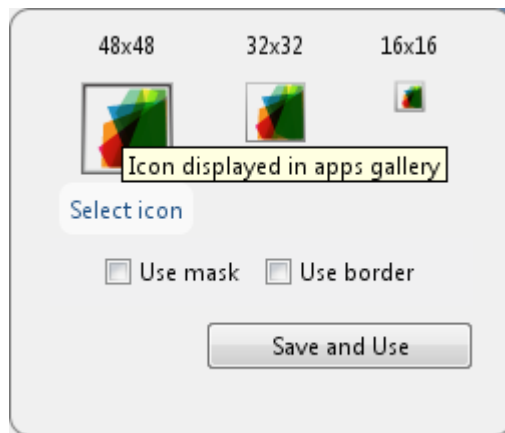 48x48 32x32 16x16
Icon displayed in apps gallery
Select icon
Use mask Use border
Save and Use